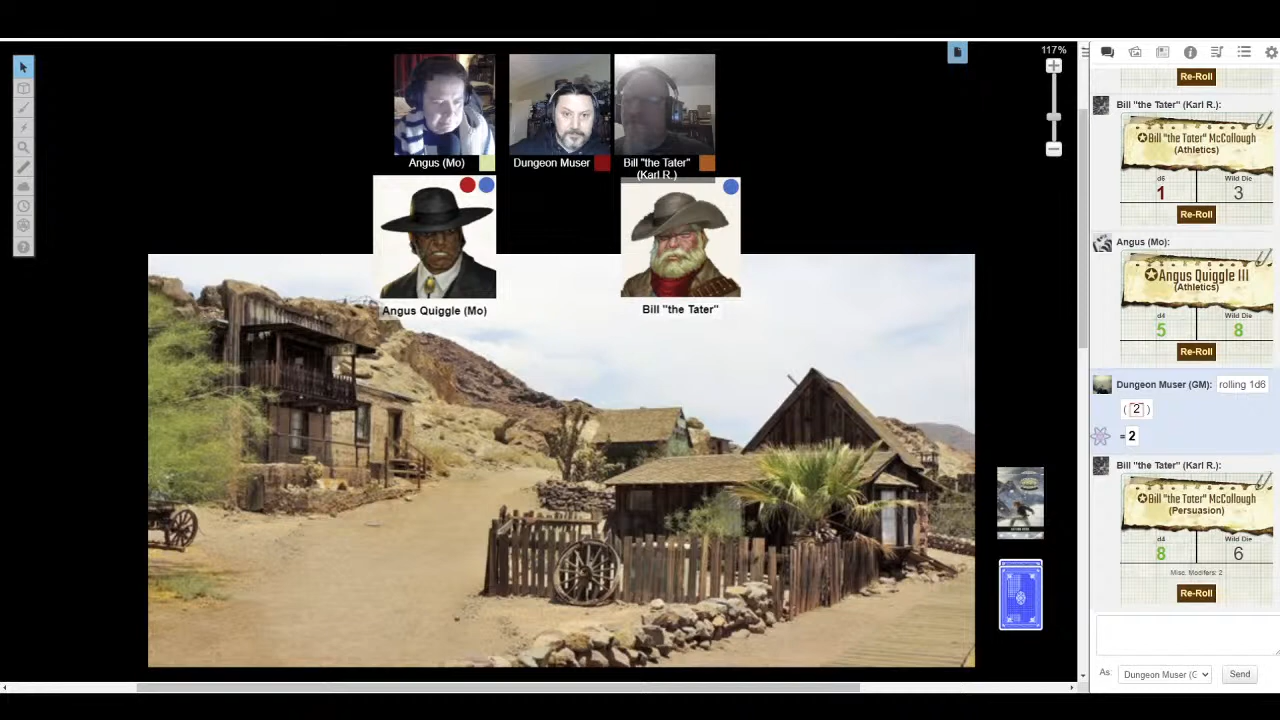 117%
Angus (Mo)
Dungeon Muser
Bill "the Tater"
(Karl R.)
Angus Quiggle (Mo)
Bill "the Tater"
Re-Roll
Bill "the Tater" (Karl R.):
Bill "the Tater" McCollough
(Athletics)
d6 Wild Die
1 3
Re-Roll
Angus (Mo):
Angus Quiggle III
(Athletics)
d4 Wild Die
5 8
Re-Roll
Dungeon Muser (GM): rolling 1d6
(2)
=2
Bill "the Tater" (Karl R.):
Bill "the Tater" McCollough
(Persuasion)
d4 Wild Die
8 6
Misc. Modifers: 2
Re-Roll
As: Dungeon Muser (G Send